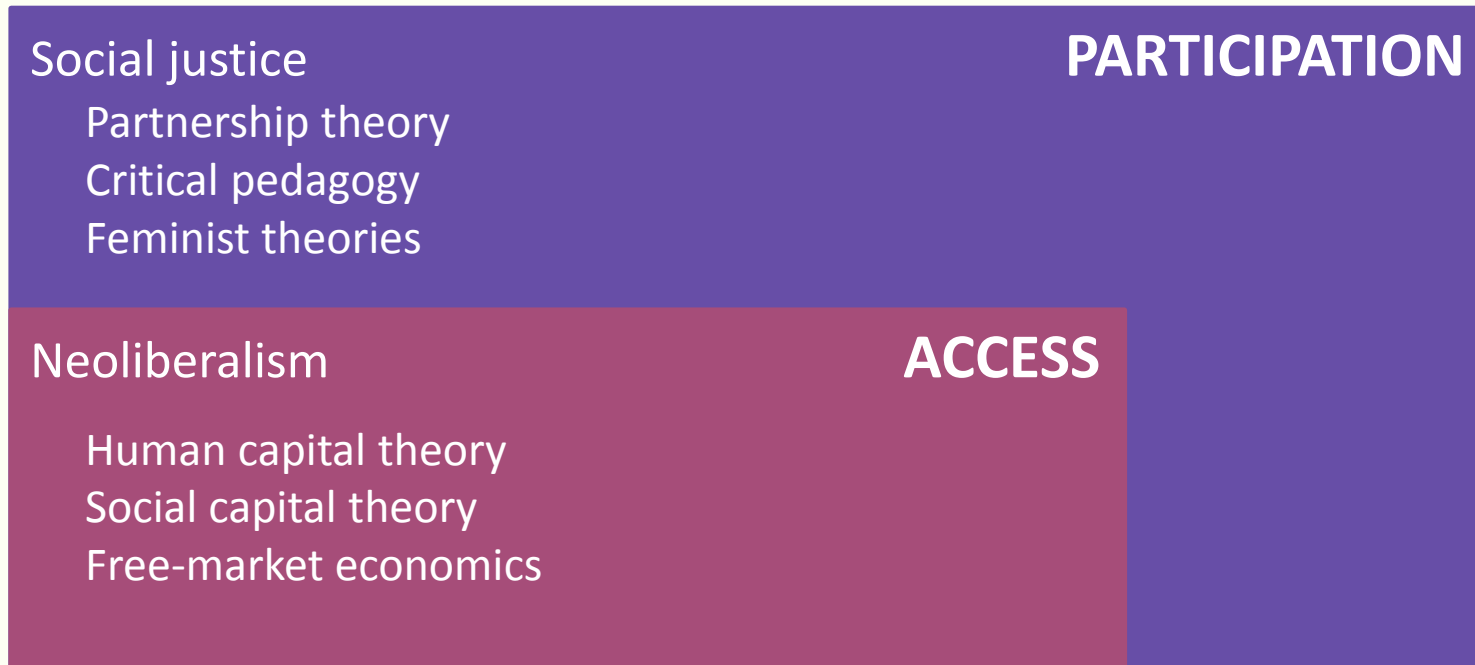 Social justice PARTICIPATION
Partnership theory
Critical pedagogy
Feminist theories
Neoliberalism ACCESS
Human capital theory
Social capital theory
Free-market economics